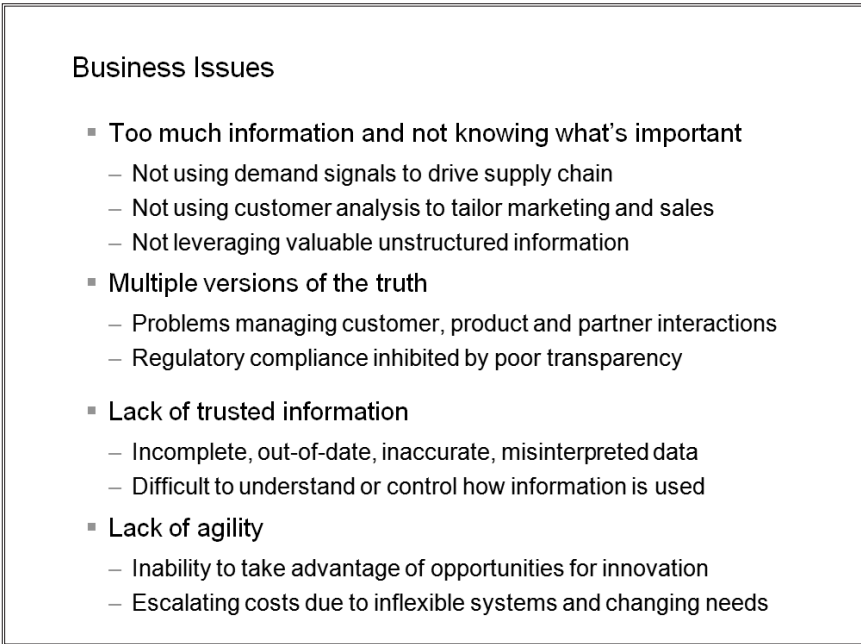 Business Issues
▪ Too much information and not knowing what's important
– Not using demand signals to drive supply chain
– Not using customer analysis to tailor marketing and sales
– Not leveraging valuable unstructured information
▪ Multiple versions of the truth
– Problems managing customer, product and partner interactions
– Regulatory compliance inhibited by poor transparency
▪ Lack of trusted information
– Incomplete, out-of-date, inaccurate, misinterpreted data
– Difficult to understand or control how information is used
▪ Lack of agility
– Inability to take advantage of opportunities for innovation
– Escalating costs due to inflexible systems and changing needs